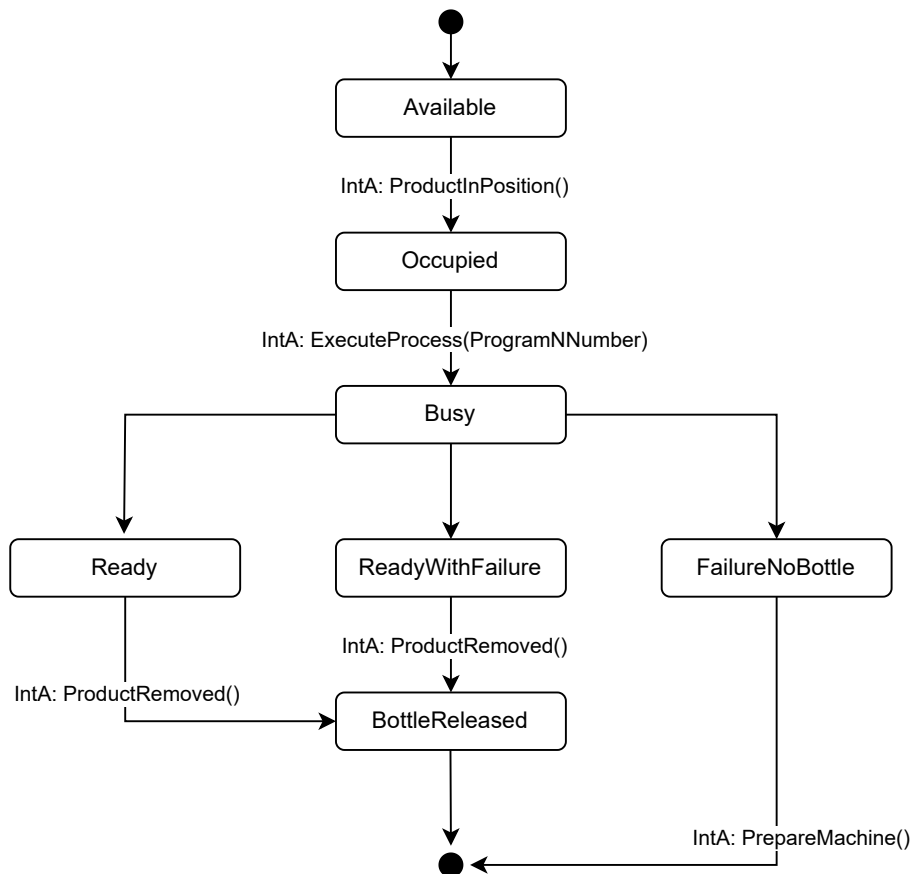 Available
IntA: ProductInPosition()
Occupied
IntA: ExecuteProcess(ProgramNNumber)
Busy
Ready
ReadyWithFailure
FailureNoBottle
IntA: ProductRemoved()
IntA: ProductRemoved()
BottleReleased
IntA: PrepareMachine()